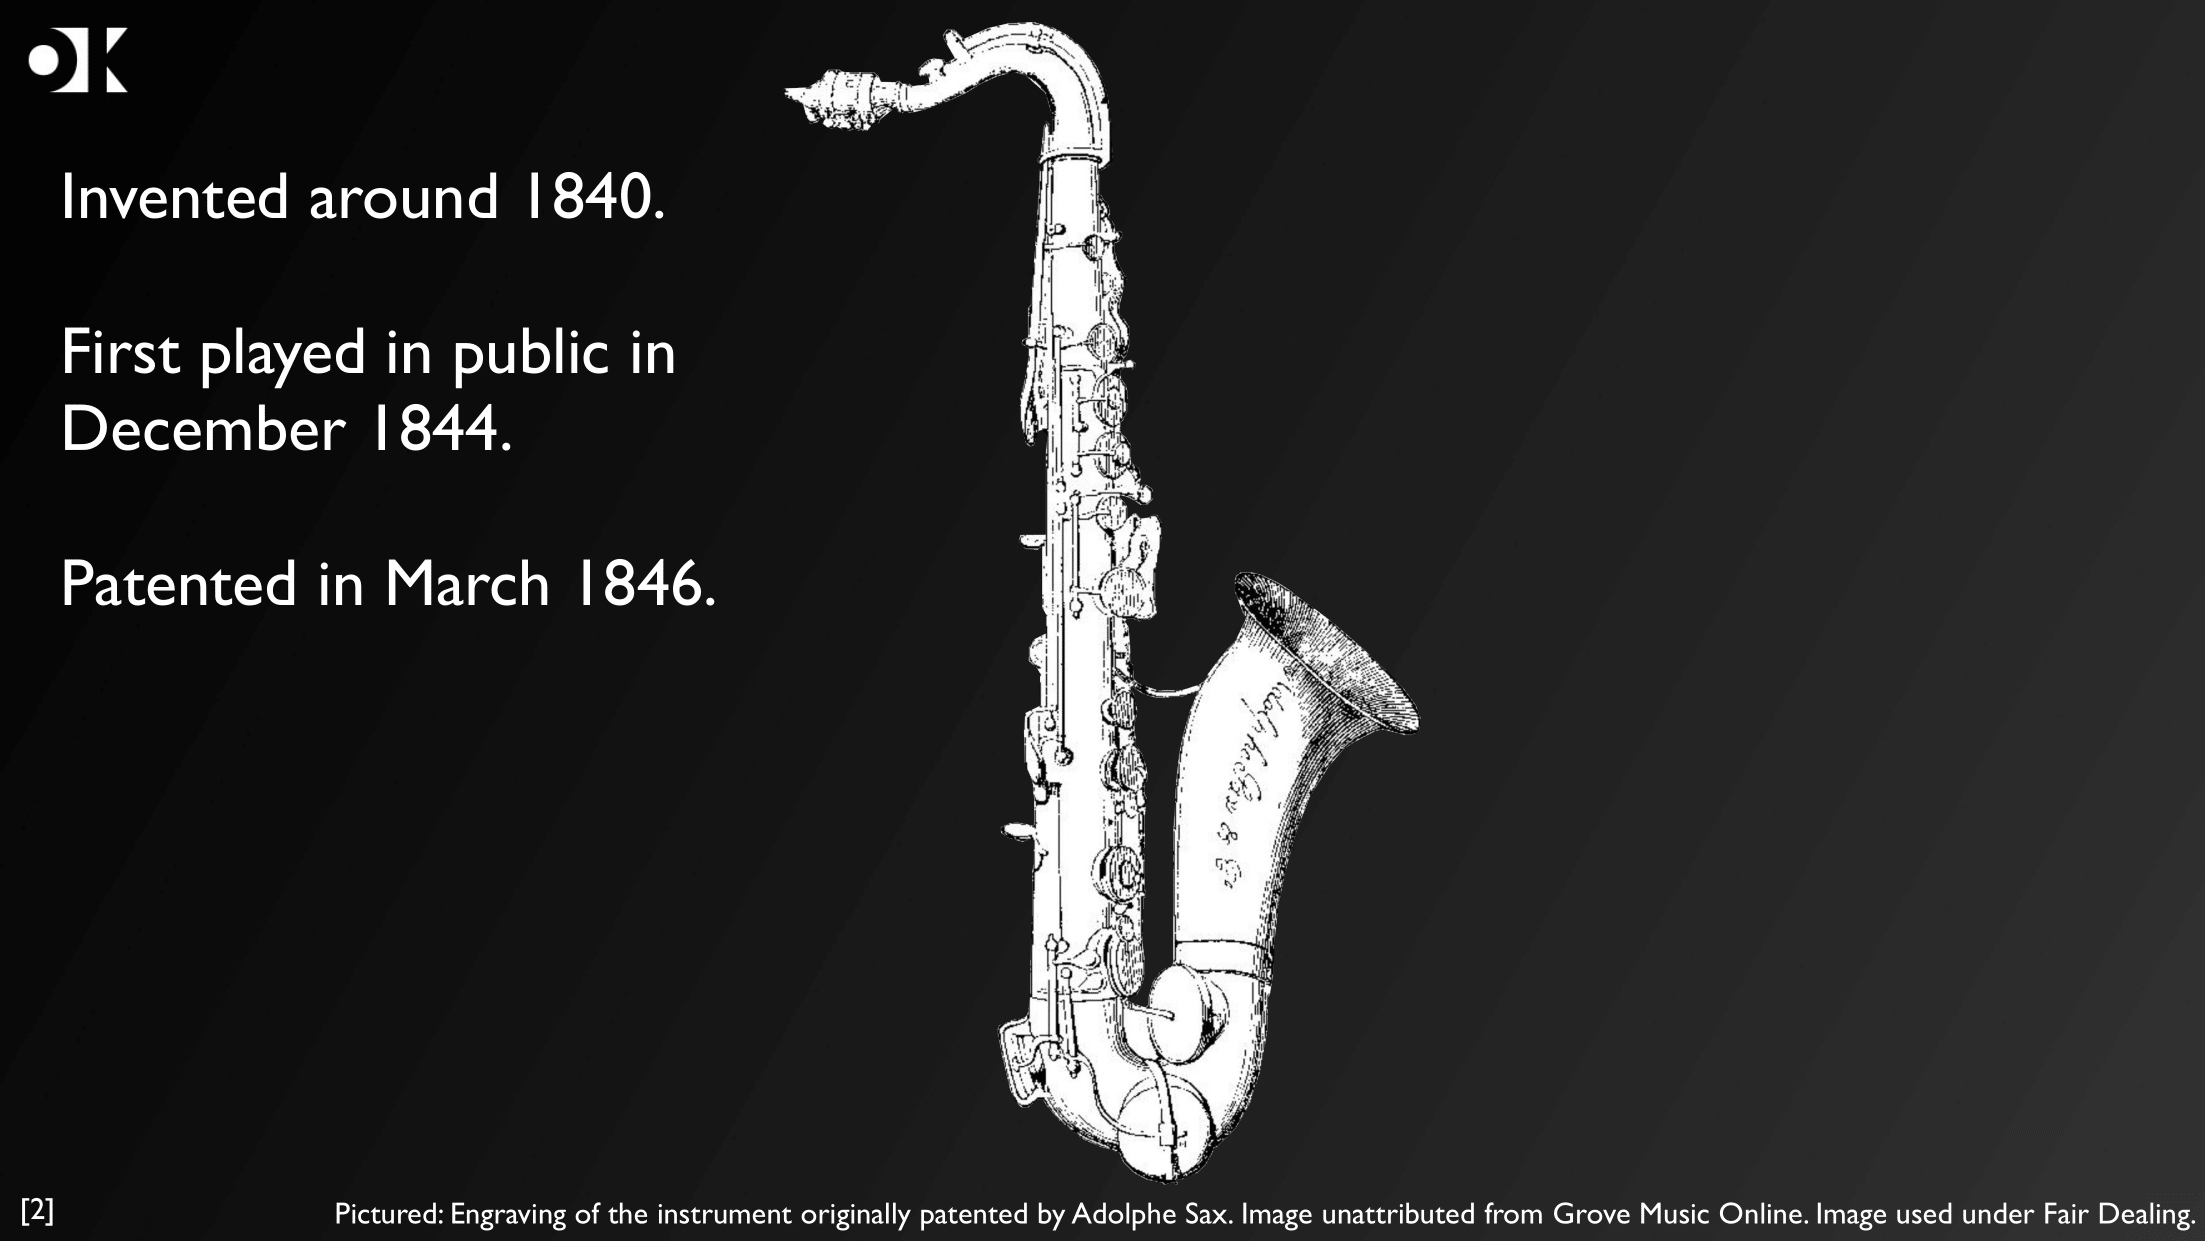 OK
Invented around 1840.
First played in public in
December 1844.
Patented in March 1846.
Adolphe Sax & Co
[2]
Pictured: Engraving of the instrument originally patented by Adolphe Sax. Image unattributed from Grove Music Online. Image used under Fair Dealing.